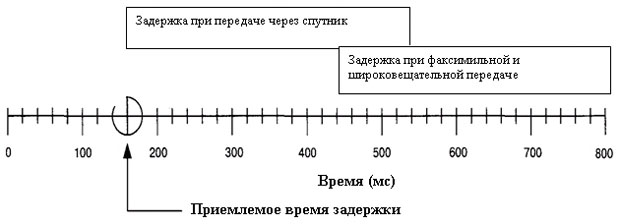 Задержка при передаче через спутник
Задержка при факсимильной и
широковещательной передаче
0 100 200 300 400 500 600 700 800
Время (мс)
Приемлемое время задержки